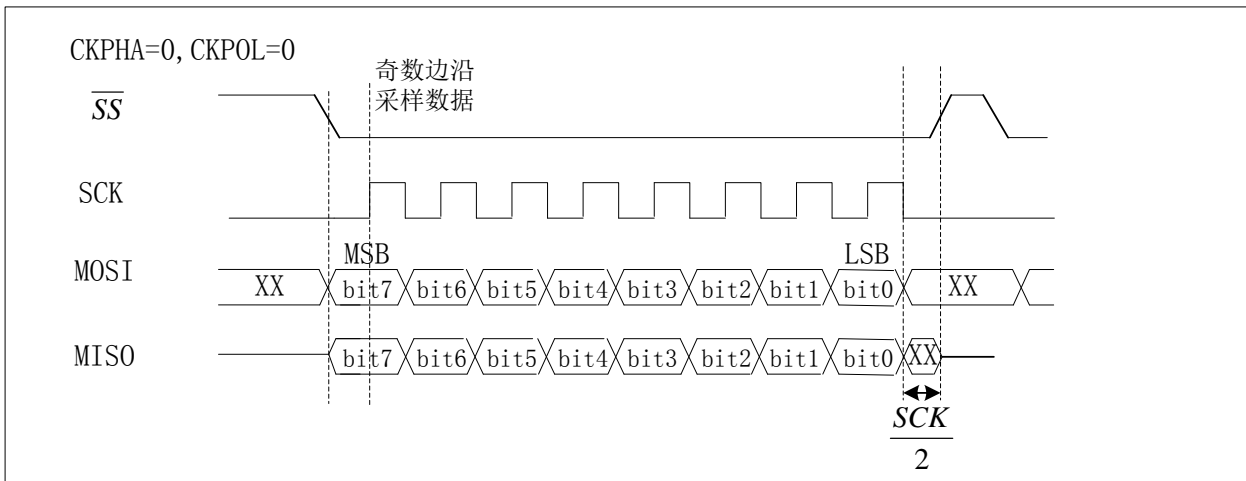 CKPHA=0, CKPOL=0
奇数边沿
采样数据
SS
SCK
MSB
LSB
MOSI
XX bit7 bit6 bit5 bit4 bit3 bit2 bit1 bit0 XX
MISO
bit7 bit6 bit5 bit4 bit3 bit2 bit1 bit0 XX
SCK
2